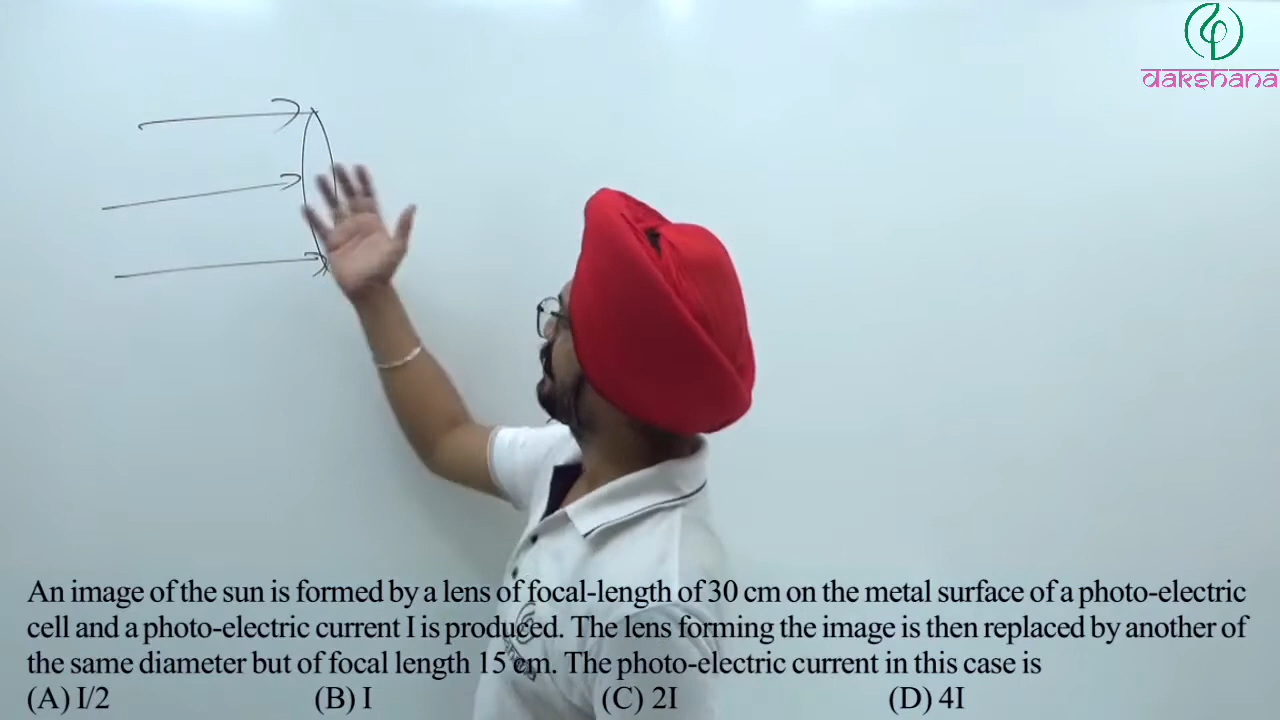 dakshana
An image of the sun is formed by a lens of focal-length of 30 cm on the metal surface of a photo-electric
cell and a photo-electric current I is produced. The lens forming the image is then replaced by another of
the same diameter but of focal length 15 cm. The photo-electric current in this case is
(A) I/2 (B) I (C) 2I (D) 4I